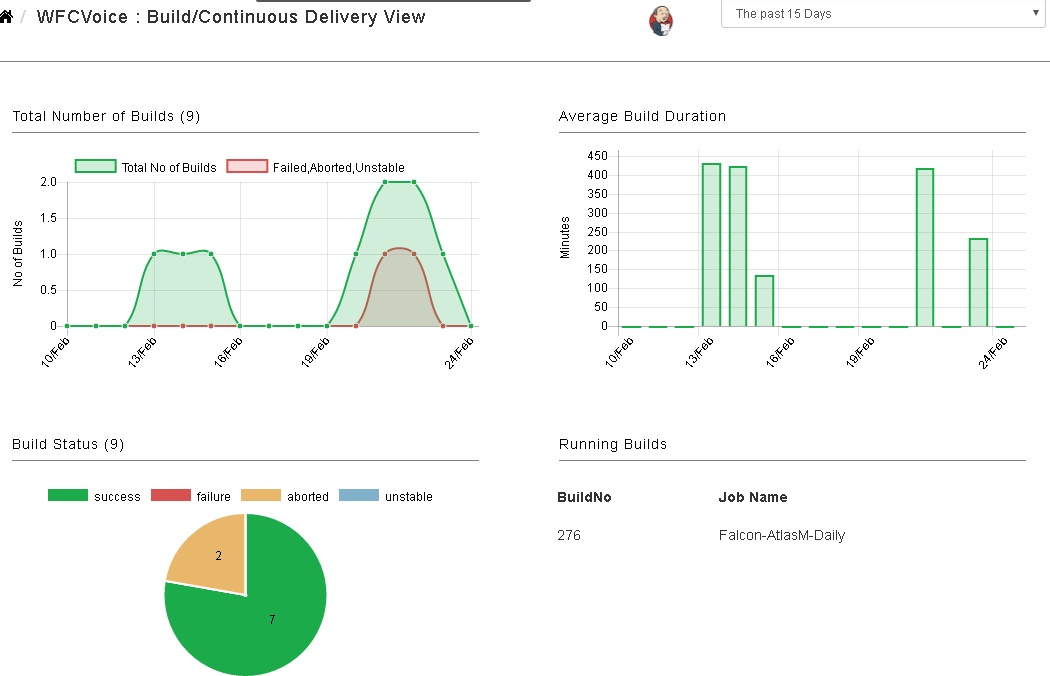 / WFCVoice : Build/Continuous Delivery View
The past 15 Days
Total Number of Builds (9)
Total No of Builds
Failed,Aborted,Unstable
No of Builds
2.0
1.5
1.0
0.5
0
10/Feb
13/Feb
16/Feb
19/Feb
24/Feb
Average Build Duration
Minutes
450
400
350
300
250
200
150
100
50
0
10/Feb
13/Feb
16/Feb
19/Feb
24/Feb
Build Status (9)
success
failure
aborted
unstable
2
7
Running Builds
BuildNo Job Name
276 Falcon-AtlasM-Daily